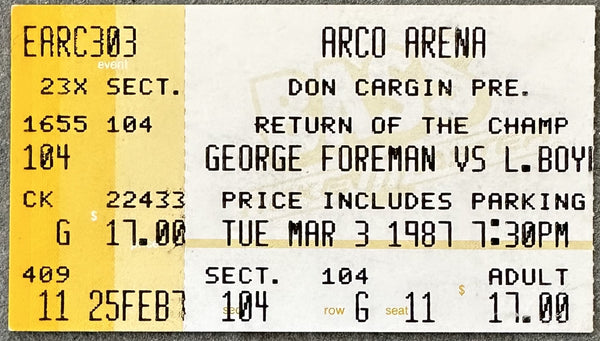 EARC303
event
23X SECT.
1655 104
104
CK 22433
$
G 17.00
409
11 25FEB7
ARCO ARENA
DON CARGIN PRE.
RETURN OF THE CHAMP
GEORGE FOREMAN VS L.BOY
PRICE INCLUDES PARKING
TUE MAR 3 1987 7:30PM
SECT. 104 ADULT
sec 104 row G seat 11 $ 17.00